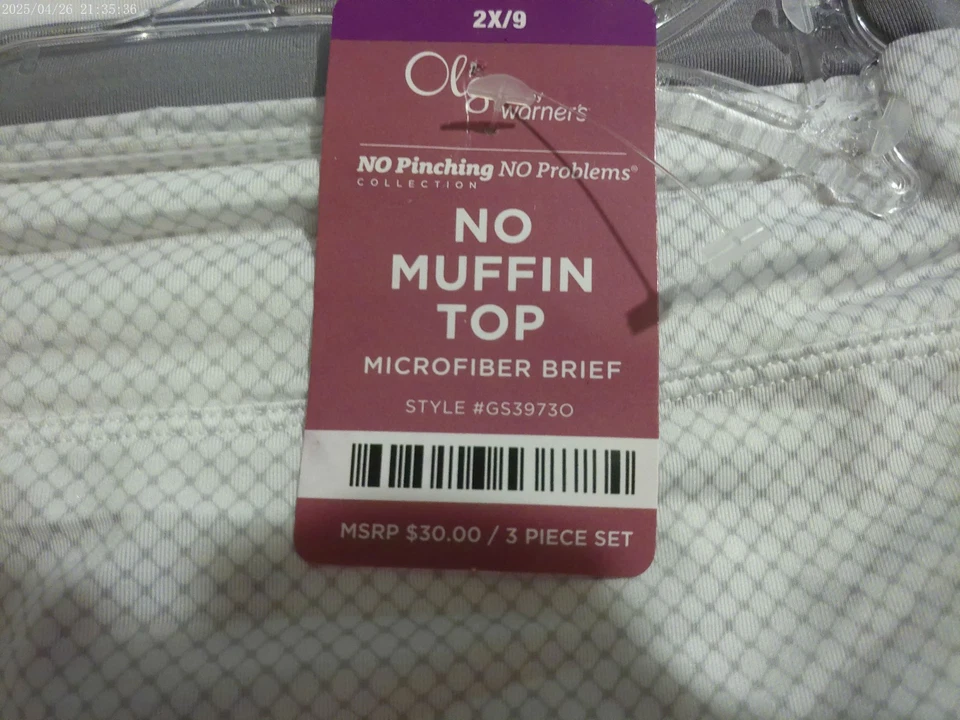 2025/04/26 21:35:36
2X/9
warner's
NO Pinching NO Problems®
COLLECTION
NO
MUFFIN
TOP
MICROFIBER BRIEF
STYLE #GS3973O
MSRP $30.00 / 3 PIECE SET